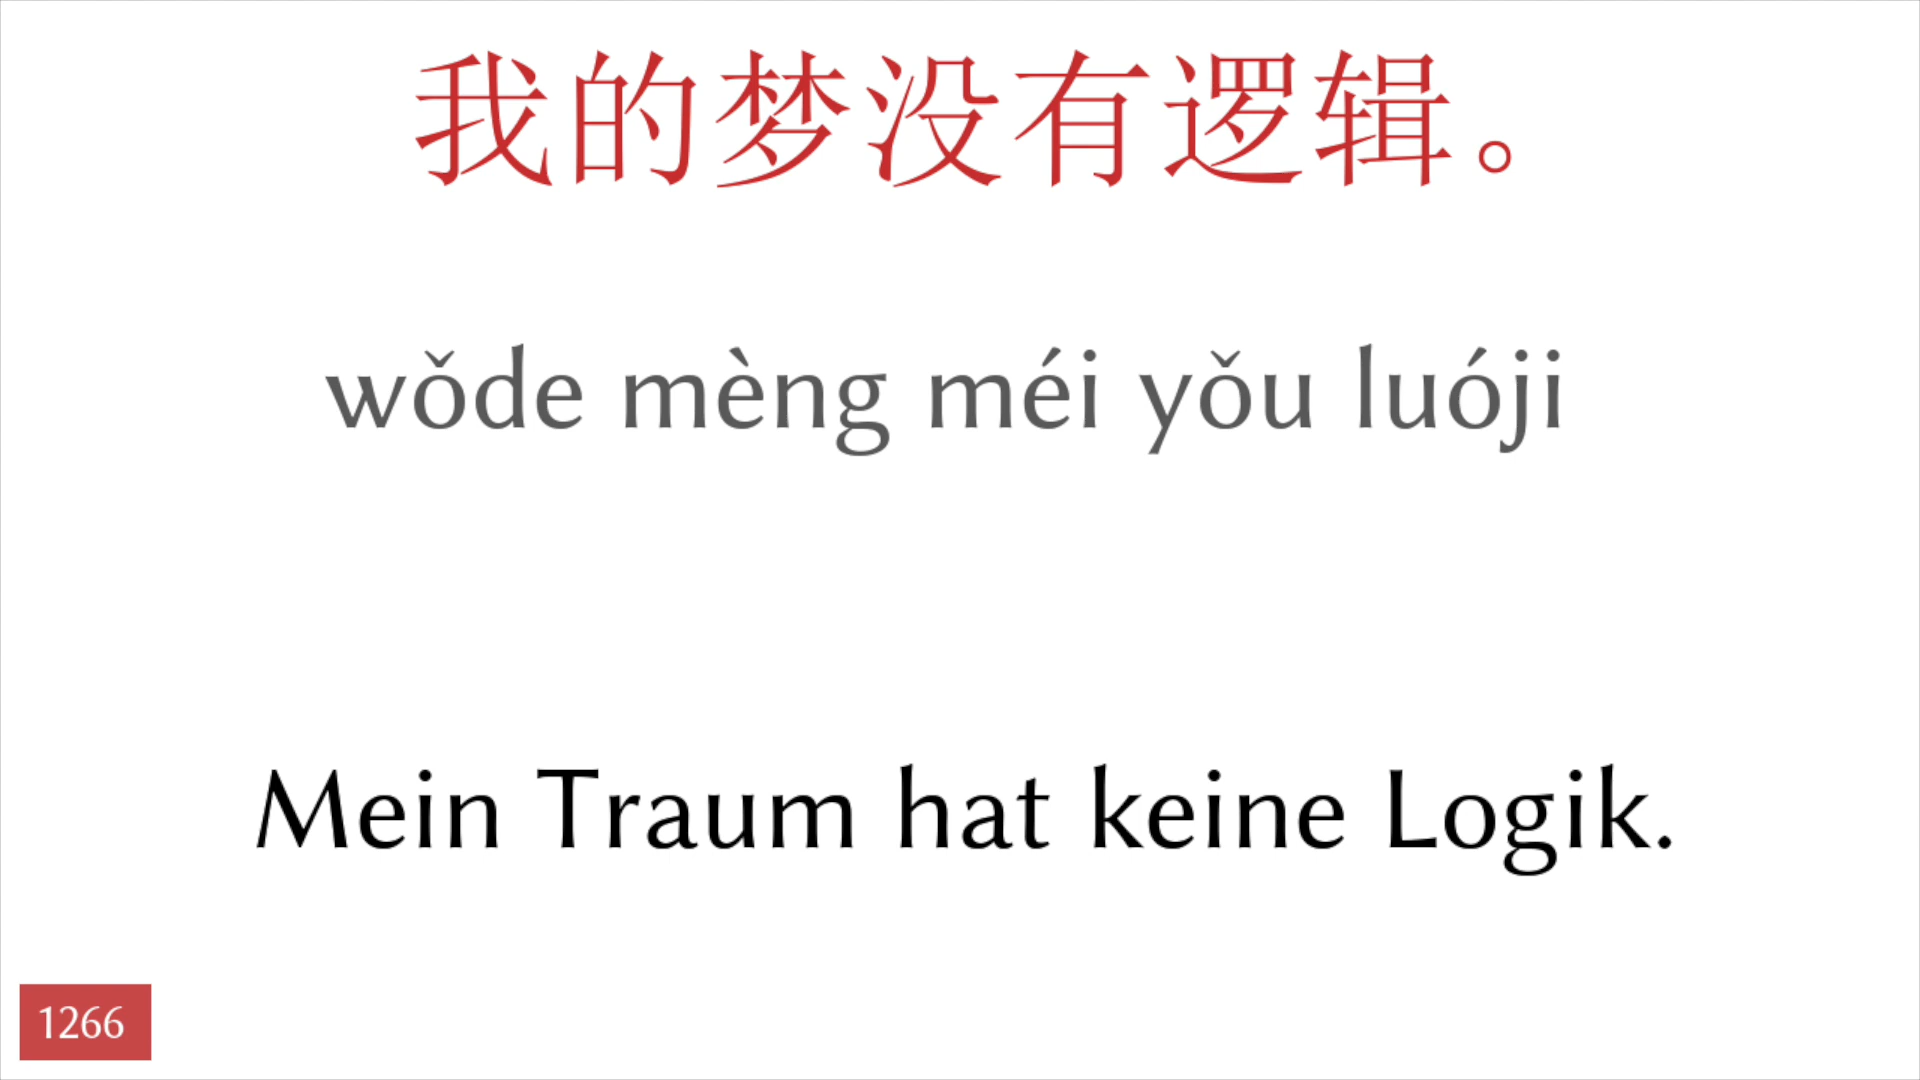 我的梦没有逻辑。
wǒde mèng méi yǒu luóji
Mein Traum hat keine Logik.
1266